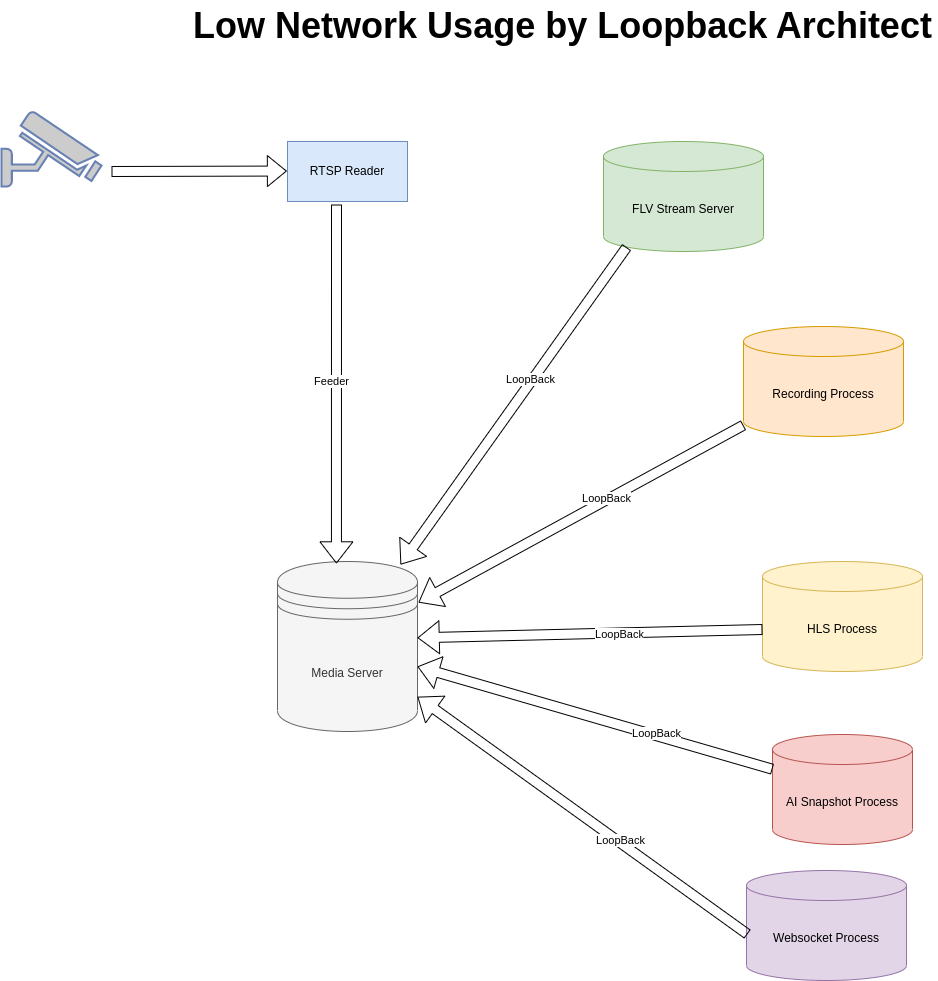 Low Network Usage by Loopback Architect
RTSP Reader
FLV Stream Server
Feeder
LoopBack
Recording Process
LoopBack
HLS Process
LoopBack
Media Server
LoopBack
AI Snapshot Process
LoopBack
Websocket Process